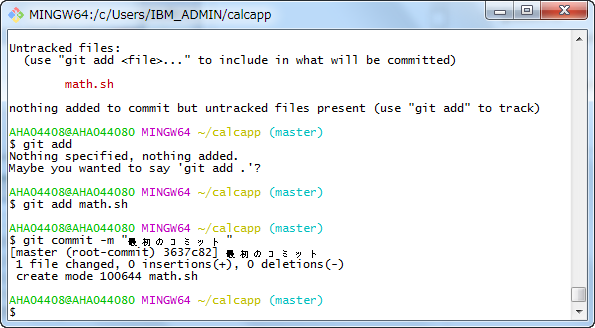 MINGW64:/c/Users/IBM_ADMIN/calcapp
Untracked files:
  (use "git add <file>..." to include in what will be committed)
        math.sh
nothing added to commit but untracked files present (use "git add" to track)
AHA04408@AHA044080 MINGW64 ~/calcapp (master)
$ git add
Nothing specified, nothing added.
Maybe you wanted to say 'git add .'?
AHA04408@AHA044080 MINGW64 ~/calcapp (master)
$ git add math.sh
AHA04408@AHA044080 MINGW64 ~/calcapp (master)
$ git commit -m "最初のコミット"
[master (root-commit) 3637c82] 最初のコミット
 1 file changed, 0 insertions(+), 0 deletions(-)
 create mode 100644 math.sh
AHA04408@AHA044080 MINGW64 ~/calcapp (master)
$